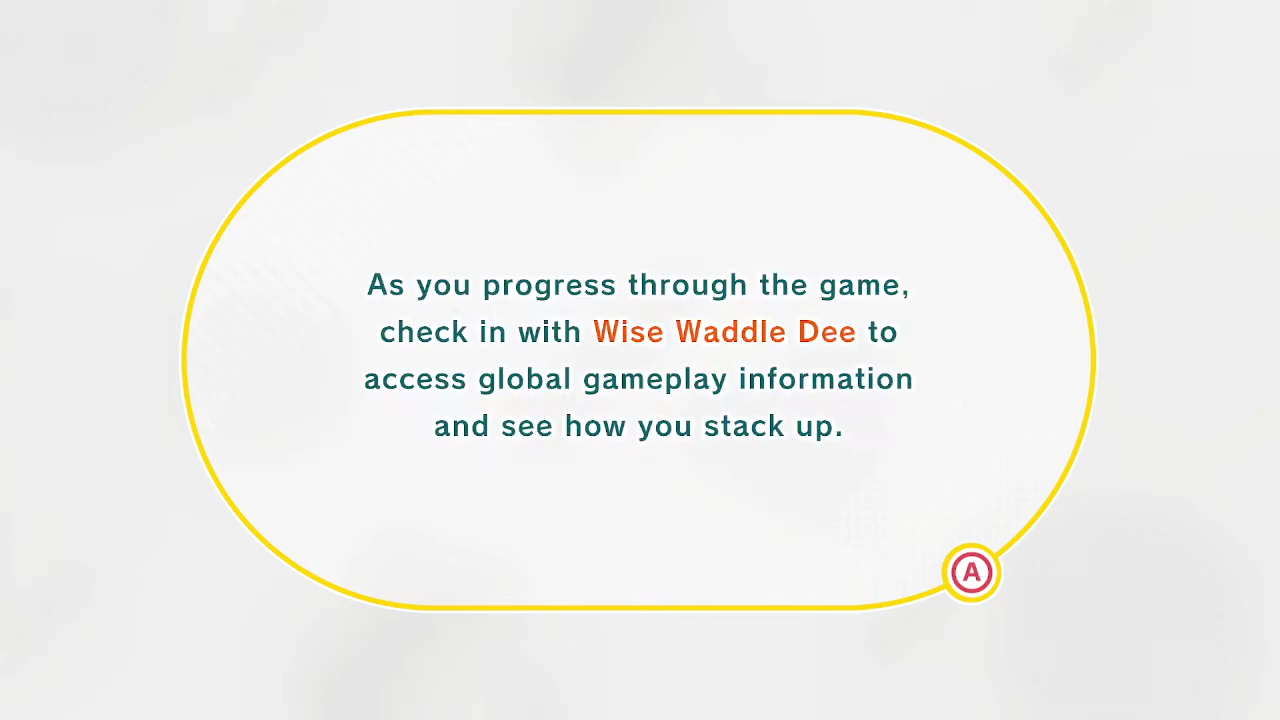 As you progress through the game,
check in with Wise Waddle Dee to
access global gameplay information
and see how you stack up.
A